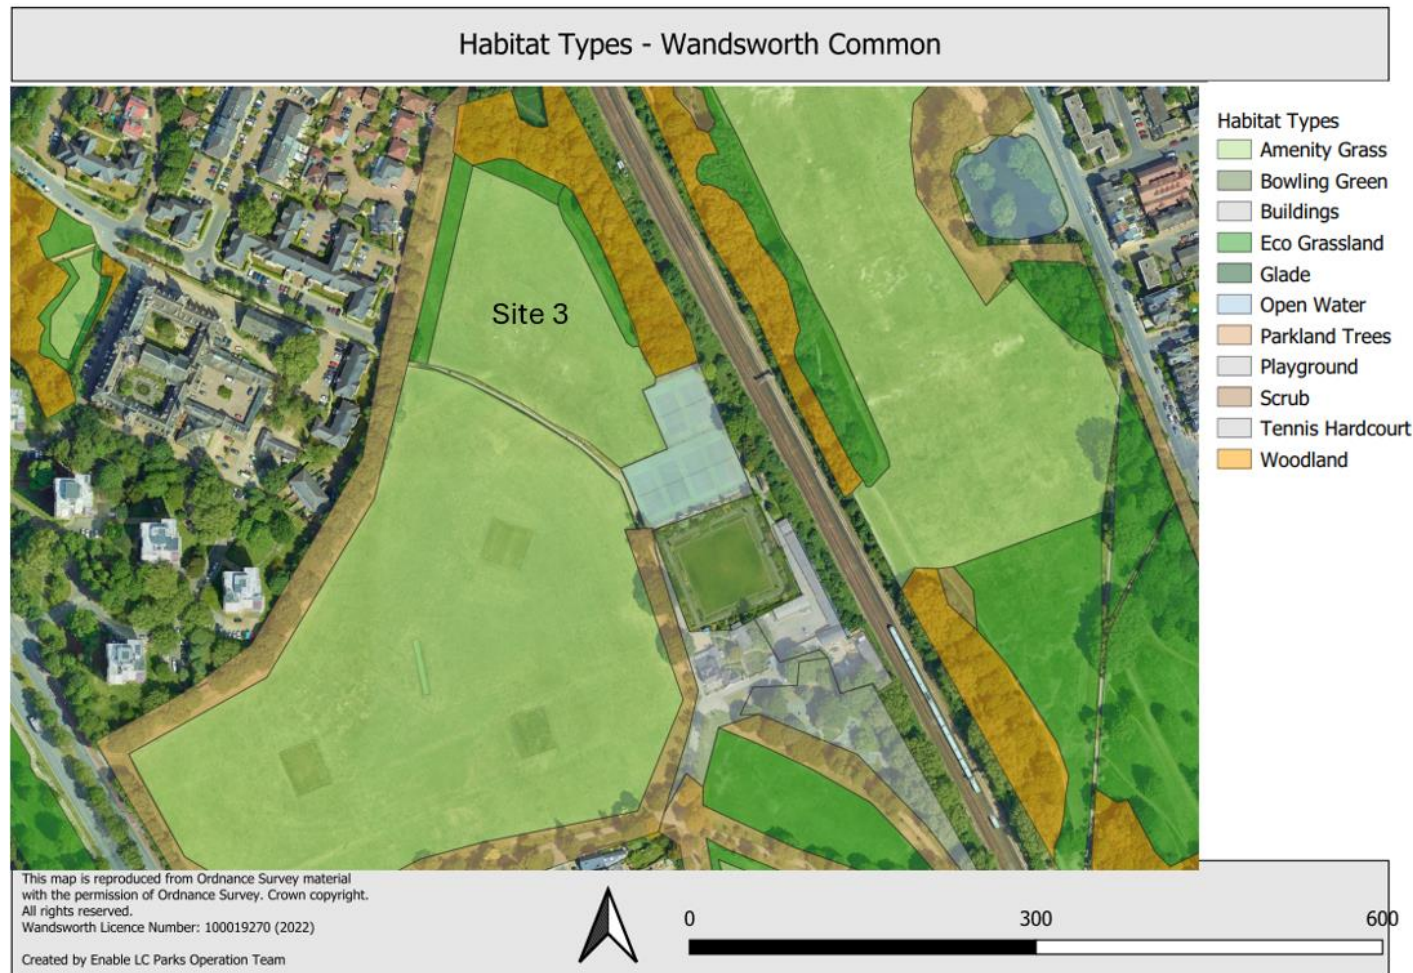 Habitat Types - Wandsworth Common
Site 3
Habitat Types
Amenity Grass
Bowling Green
Buildings
Eco Grassland
Glade
Open Water
Parkland Trees
Playground
Scrub
Tennis Hardcourt
Woodland
This map is reproduced from Ordnance Survey material
with the permission of Ordnance Survey. Crown copyright.
All rights reserved.
Wandsworth Licence Number: 100019270 (2022)
Created by Enable LC Parks Operation Team
0 300 600